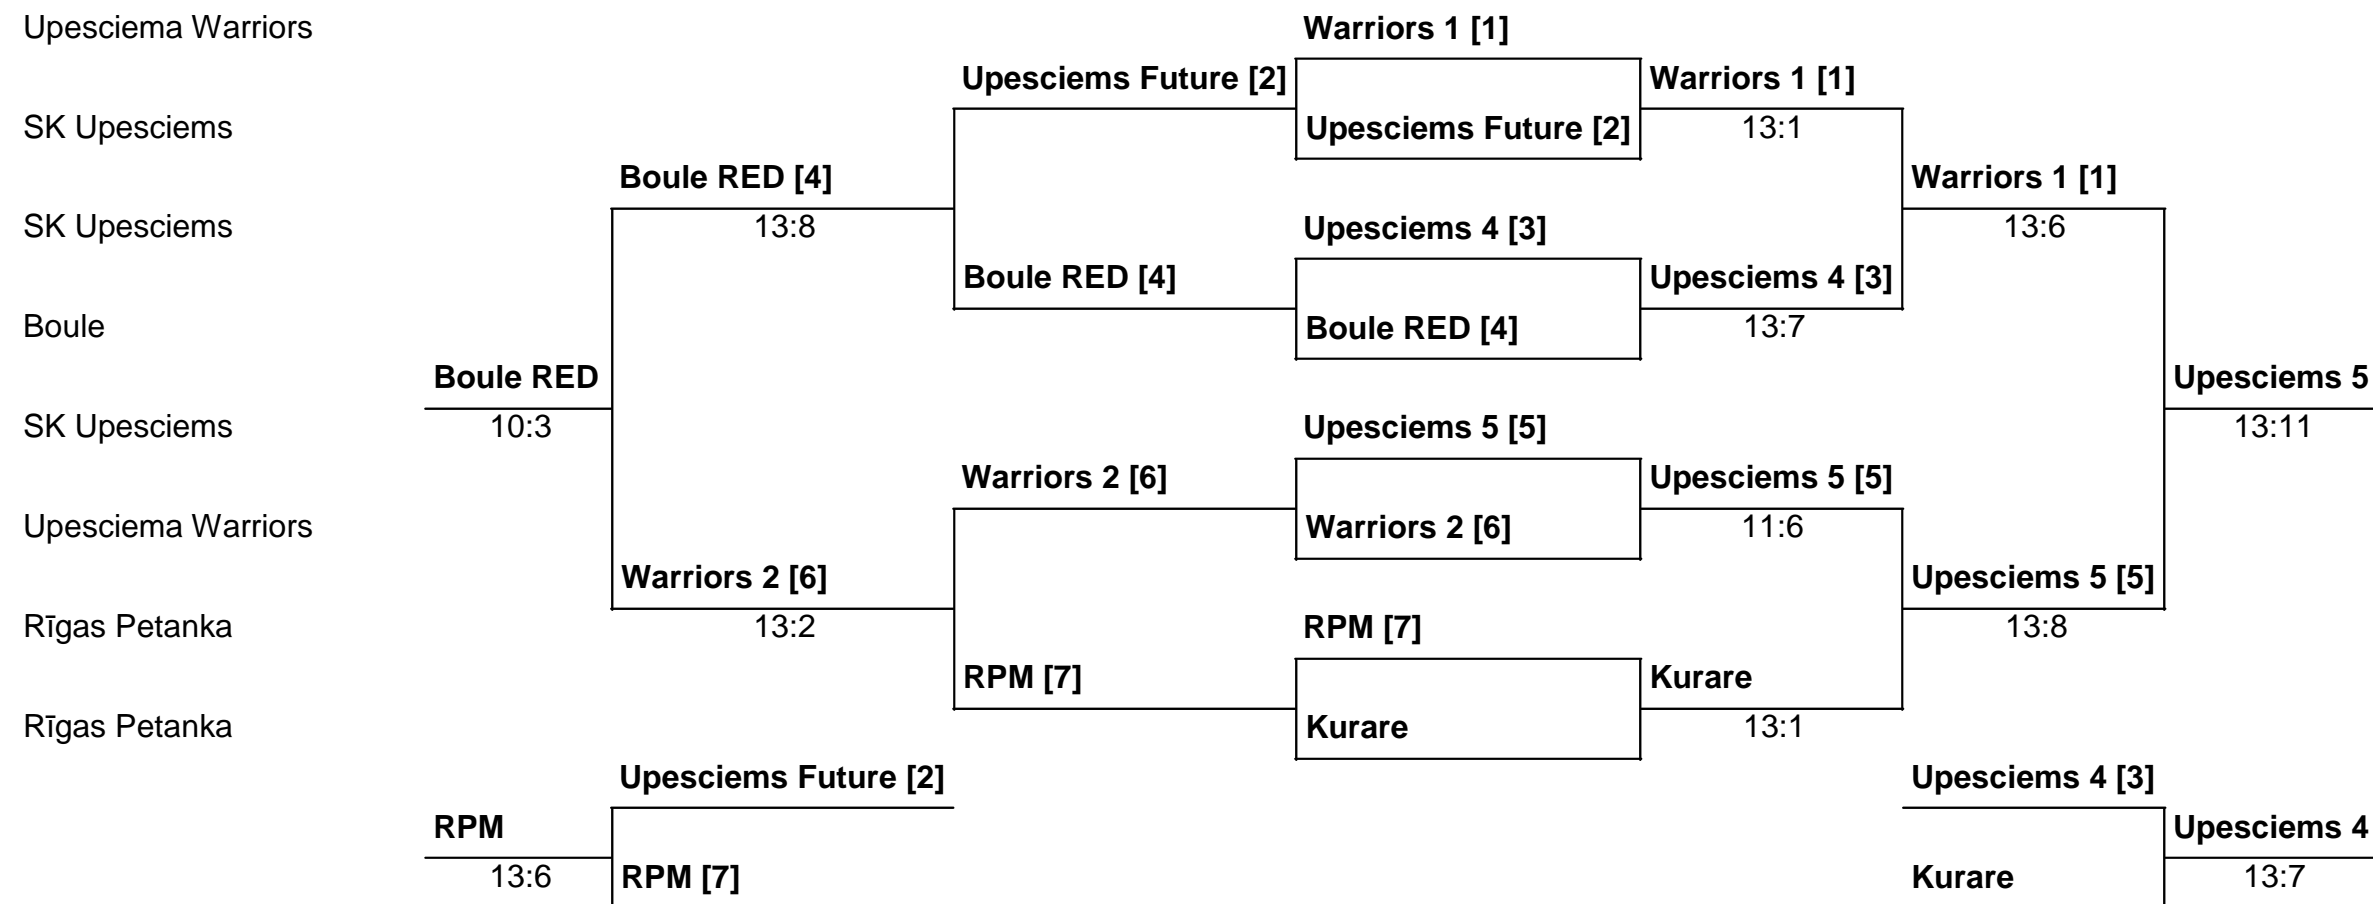 Upesciema Warriors Warriors 1 [1]
Upesciems Future [2] Warriors 1 [1]
SK Upesciems Upesciems Future [2] 13:1
Boule RED [4] Warriors 1 [1]
SK Upesciems 13:8 Upesciems 4 [3] 13:6
Boule RED [4] Upesciems 4 [3]
Boule Boule RED [4] 13:7
Boule RED Upesciems 5
SK Upesciems 10:3 Upesciems 5 [5] 13:11
Warriors 2 [6] Upesciems 5 [5]
Upesciema Warriors Warriors 2 [6] 11:6
Warriors 2 [6] Upesciems 5 [5]
Rīgas Petanka 13:2 RPM [7] 13:8
RPM [7] Kurare
Rīgas Petanka Kurare 13:1
Upesciems Future [2] Upesciems 4 [3]
RPM Upesciems 4
13:6 RPM [7] Kurare 13:7